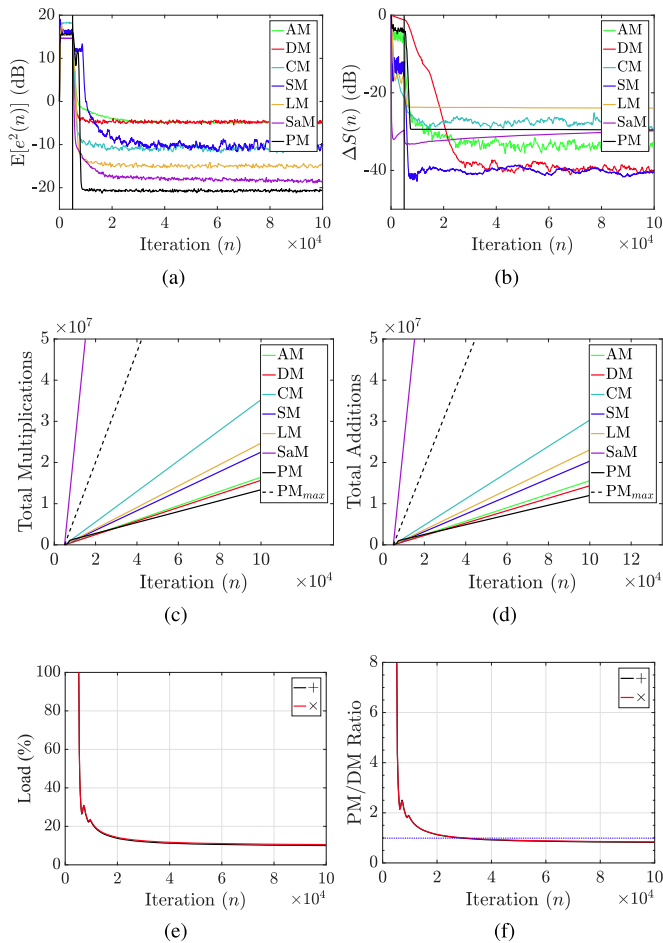 E[e²(n)] (dB)
20
10
0
-10
-20
0 2 4 6 8 10
Iteration (n) ×10⁴
AM
DM
CM
SM
LM
SaM
PM
(a)
ΔS(n) (dB)
0
-20
-40
0 2 4 6 8 10
Iteration (n) ×10⁴
AM
DM
CM
SM
LM
SaM
PM
(b)
×10⁷
Total Multiplications
5
4
3
2
1
0
0 2 4 6 8 10
Iteration (n) ×10⁴
AM
DM
CM
SM
LM
SaM
PM
PMmax
(c)
×10⁷
Total Additions
5
4
3
2
1
0
0 2 4 6 8 10
Iteration (n) ×10⁴
AM
DM
CM
SM
LM
SaM
PM
PMmax
(d)
Load (%)
100
80
60
40
20
0
0 2 4 6 8 10
Iteration (n) ×10⁴
+
×
(e)
PM/DM Ratio
8
6
4
2
0
0 2 4 6 8 10
Iteration (n) ×10⁴
+
×
(f)